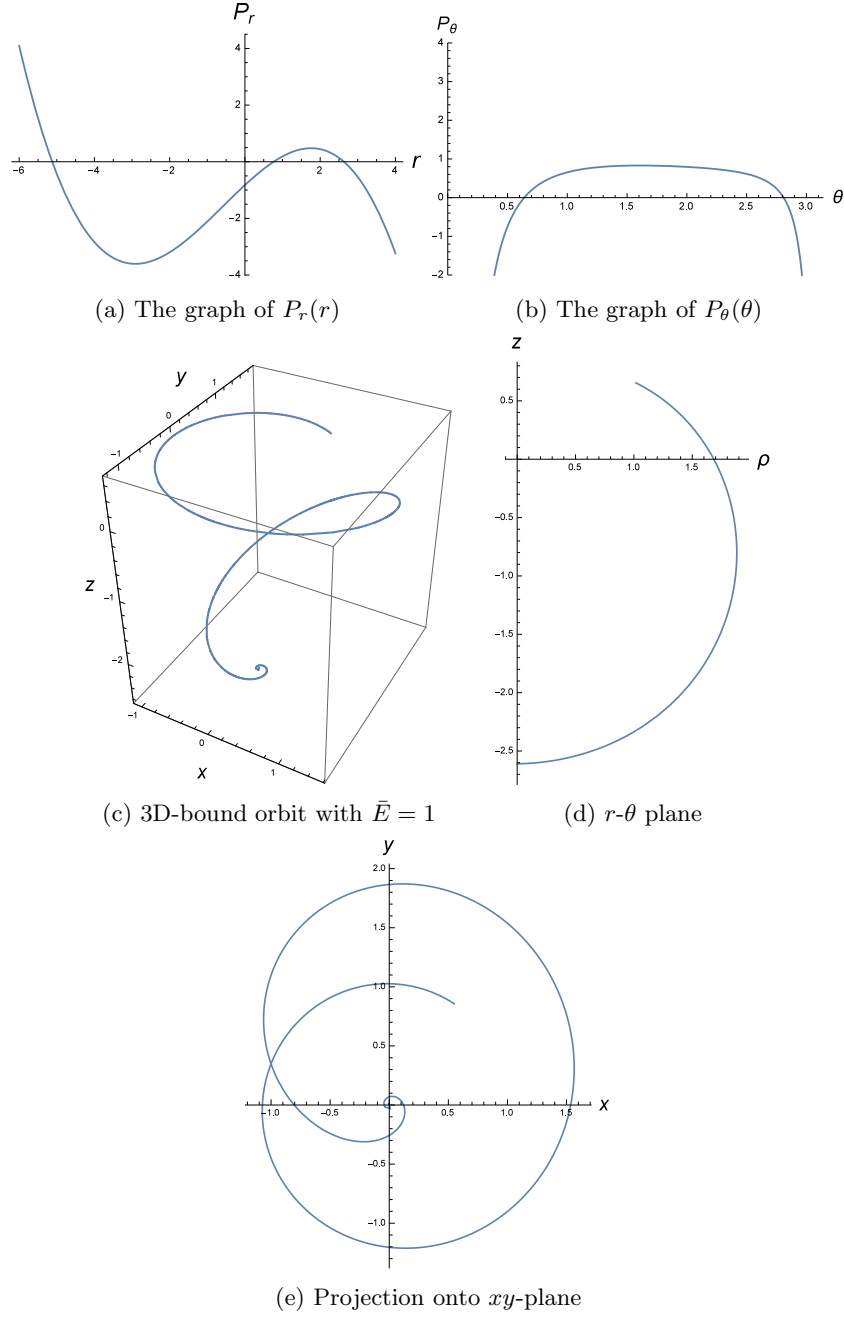 P_r
4
2
−6 −4 −2 2 4 r
−2
−4
P_θ
4
3
2
1
0
0.5 1.0 1.5 2.0 2.5 3.0 θ
−1
−2
(a) The graph of P_r(r)
(b) The graph of P_θ(θ)
y
1
0
−1
0
z
−1
−2
−1
0
1
x
z
0.5
0.5 1.0 1.5 ρ
−0.5
−1.0
−1.5
−2.0
−2.5
(c) 3D-bound orbit with Ē = 1
(d) r-θ plane
y
2.0
1.5
1.0
0.5
−1.0 −0.5 0.5 1.0 1.5 x
−0.5
−1.0
(e) Projection onto xy-plane